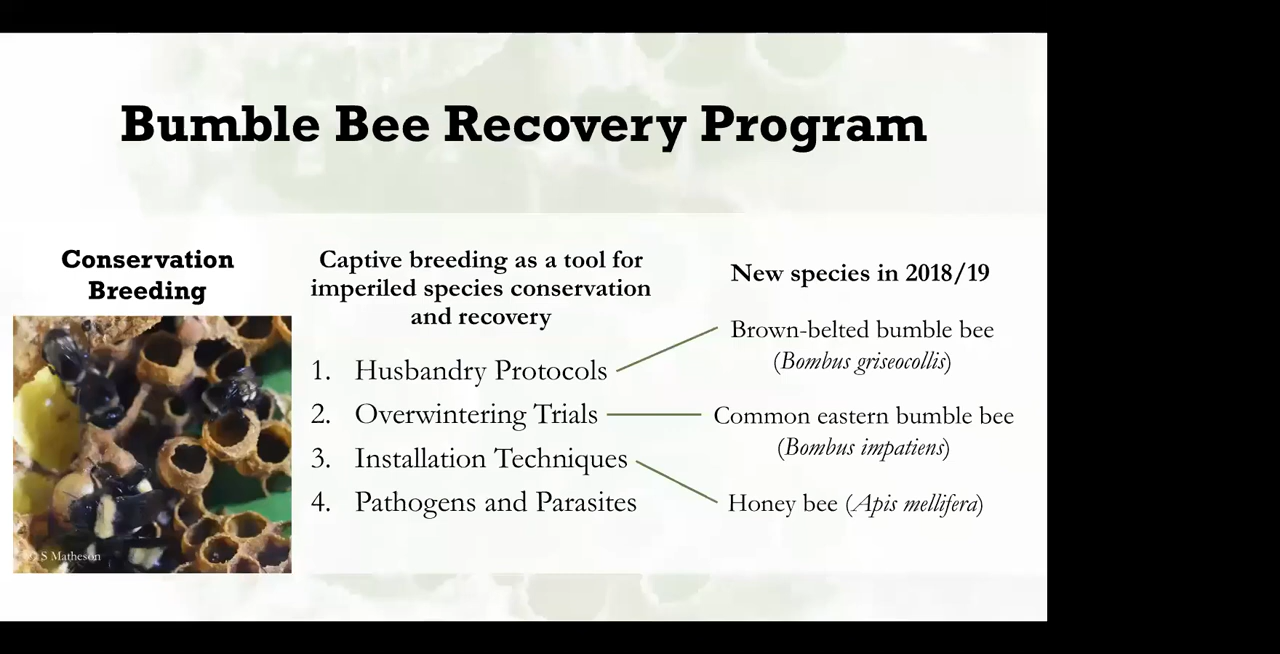 Bumble Bee Recovery Program
Conservation
Breeding
S Matheson
Captive breeding as a tool for
imperiled species conservation
and recovery
1. Husbandry Protocols
2. Overwintering Trials
3. Installation Techniques
4. Pathogens and Parasites
New species in 2018/19
Brown-belted bumble bee
(Bombus griseocollis)
Common eastern bumble bee
(Bombus impatiens)
Honey bee (Apis mellifera)